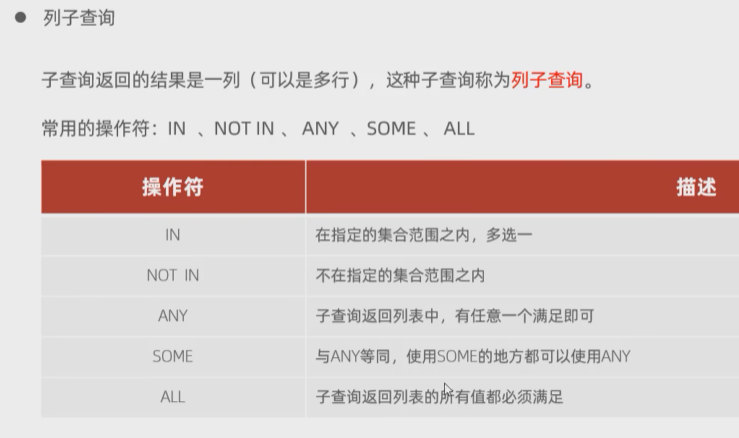 ● 列子查询
子查询返回的结果是一列（可以是多行），这种子查询称为列子查询。
常用的操作符：IN 、NOT IN 、 ANY 、SOME 、 ALL
操作符 描述
IN 在指定的集合范围之内，多选一
NOT IN 不在指定的集合范围之内
ANY 子查询返回列表中，有任意一个满足即可
SOME 与ANY等同，使用SOME的地方都可以使用ANY
ALL 子查询返回列表的所有值都必须满足